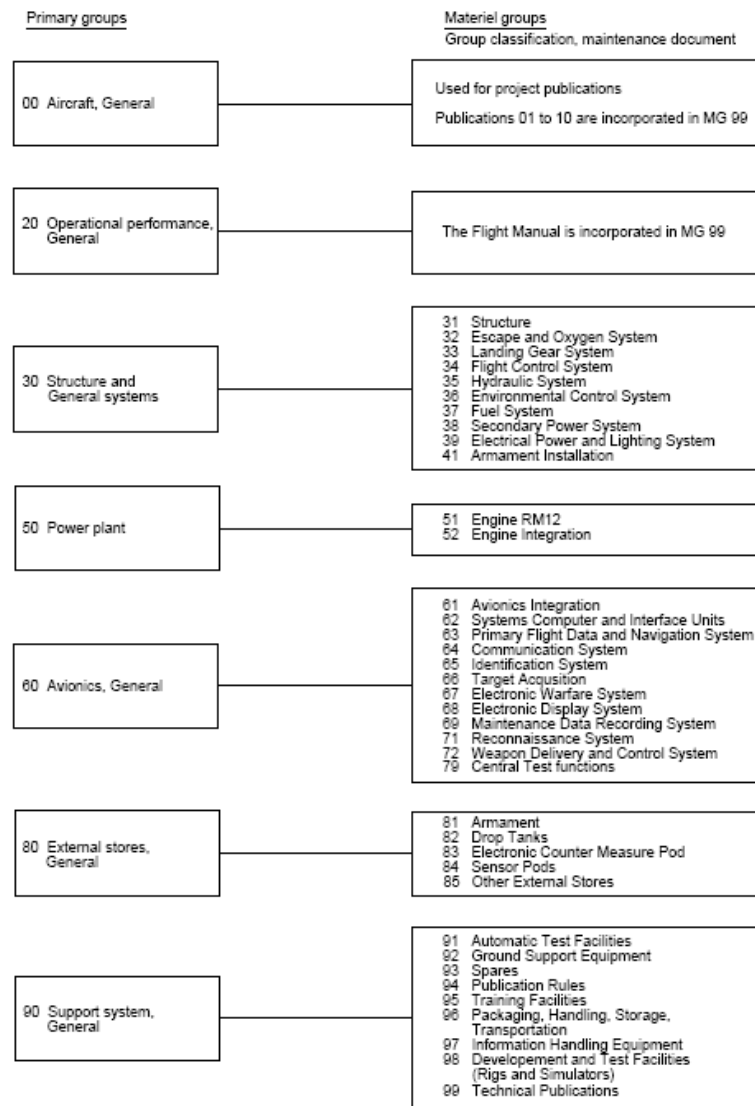 Primary groups
Materiel groups
Group classification, maintenance document
00 Aircraft, General
Used for project publications
Publications 01 to 10 are incorporated in MG 99
20 Operational performance,
General
The Flight Manual is incorporated in MG 99
30 Structure and
General systems
31 Structure
32 Escape and Oxygen System
33 Landing Gear System
34 Flight Control System
35 Hydraulic System
36 Environmental Control System
37 Fuel System
38 Secondary Power System
39 Electrical Power and Lighting System
41 Armament Installation
50 Power plant
51 Engine RM12
52 Engine Integration
60 Avionics, General
61 Avionics Integration
62 Systems Computer and Interface Units
63 Primary Flight Data and Navigation System
64 Communication System
65 Identification System
66 Target Acqusition
67 Electronic Warfare System
68 Electronic Display System
69 Maintenance Data Recording System
71 Reconnaissance System
72 Weapon Delivery and Control System
79 Central Test functions
80 External stores,
General
81 Armament
82 Drop Tanks
83 Electronic Counter Measure Pod
84 Sensor Pods
85 Other External Stores
90 Support system,
General
91 Automatic Test Facilities
92 Ground Support Equipment
93 Spares
94 Publication Rules
95 Training Facilities
96 Packaging, Handling, Storage,
Transportation
97 Information Handling Equipment
98 Developement and Test Facilities
(Rigs and Simulators)
99 Technical Publications